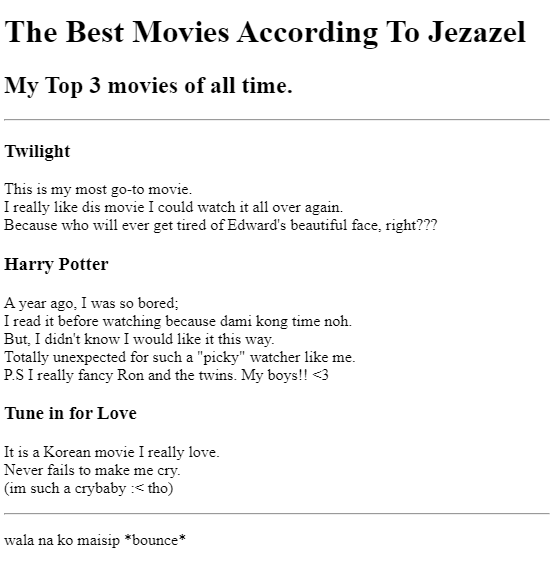 The Best Movies According To Jezazel
My Top 3 movies of all time.
Twilight
This is my most go-to movie.
I really like dis movie I could watch it all over again.
Because who will ever get tired of Edward's beautiful face, right???
Harry Potter
A year ago, I was so bored;
I read it before watching because dami kong time noh.
But, I didn't know I would like it this way.
Totally unexpected for such a "picky" watcher like me.
P.S I really fancy Ron and the twins. My boys!! <3
Tune in for Love
It is a Korean movie I really love.
Never fails to make me cry.
(im such a crybaby :< tho)
wala na ko maisip *bounce*